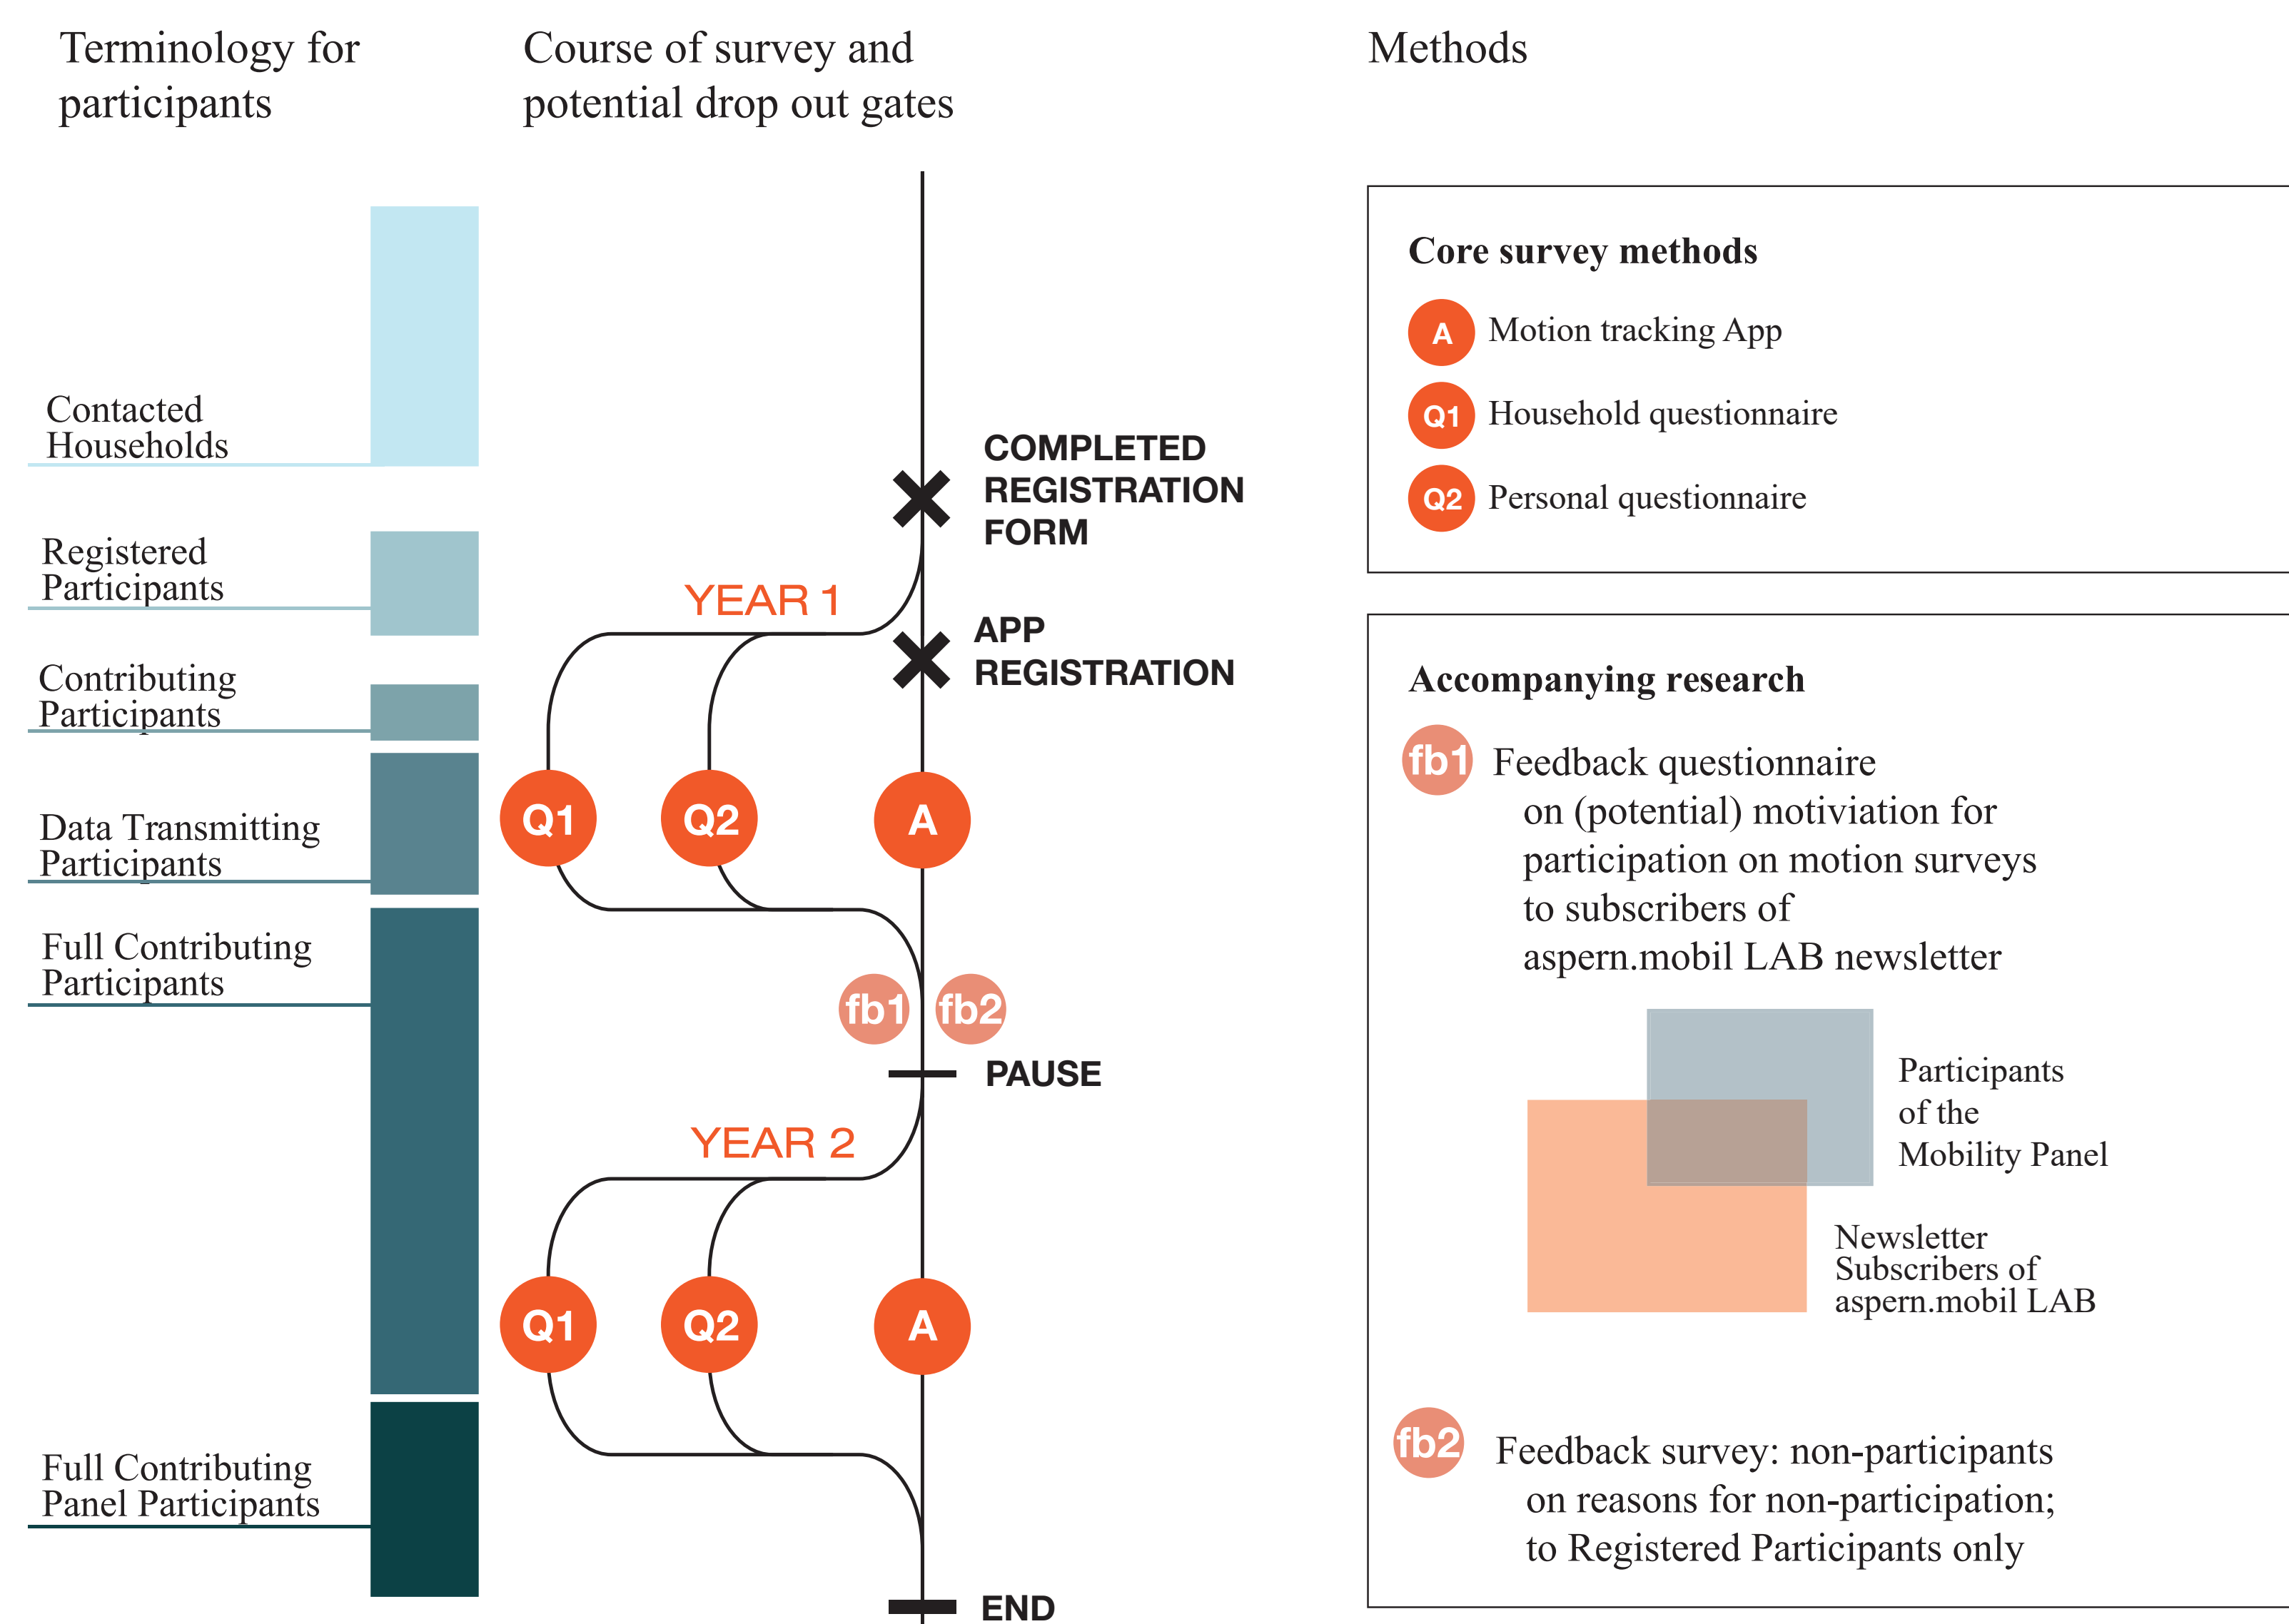 Terminology for
participants
Course of survey and
potential drop out gates
Methods
Contacted
Households
Registered
Participants
Contributing
Participants
Data Transmitting
Participants
Full Contributing
Participants
Full Contributing
Panel Participants
COMPLETED
REGISTRATION
FORM
YEAR 1
APP
REGISTRATION
Q1
Q2
A
fb1
fb2
PAUSE
YEAR 2
Q1
Q2
A
END
Core survey methods
A Motion tracking App
Q1 Household questionnaire
Q2 Personal questionnaire
Accompanying research
fb1 Feedback questionnaire
on (potential) motiviation for
participation on motion surveys
to subscribers of
aspern.mobil LAB newsletter
Participants
of the
Mobility Panel
Newsletter
Subscribers of
aspern.mobil LAB
fb2 Feedback survey: non-participants
on reasons for non-participation;
to Registered Participants only